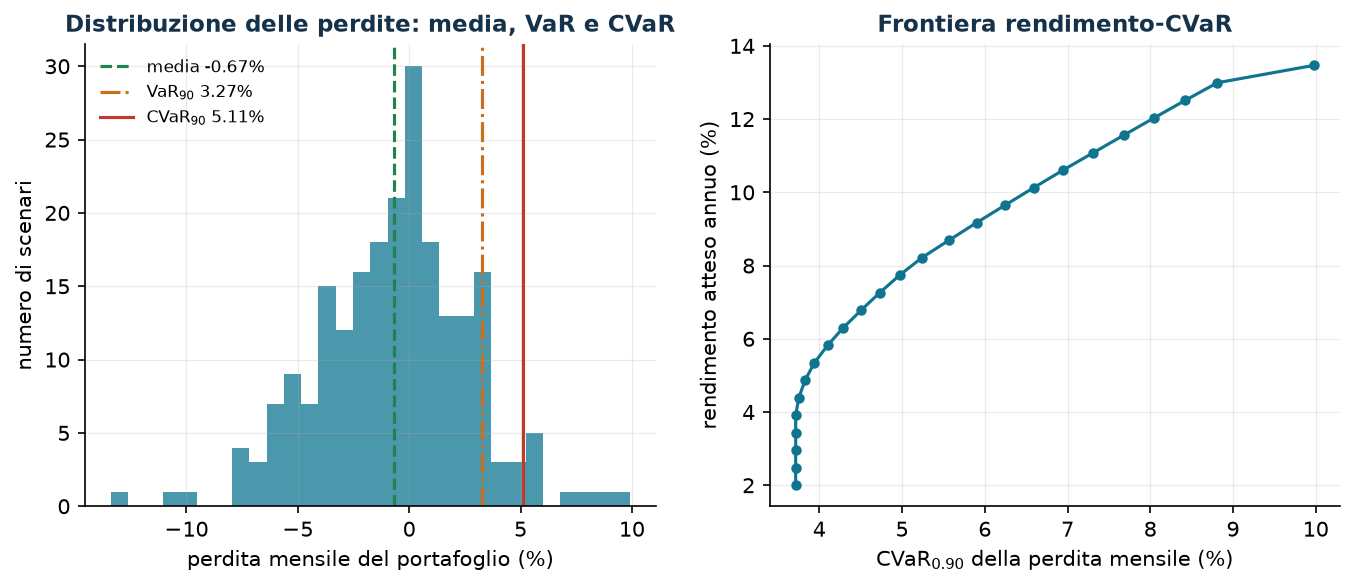 Distribuzione delle perdite: media, VaR e CVaR
media -0.67%
VaR₉₀ 3.27%
CVaR₉₀ 5.11%
numero di scenari
30
25
20
15
10
5
0
−10
−5
0
5
10
perdita mensile del portafoglio (%)
Frontiera rendimento-CVaR
rendimento atteso annuo (%)
14
12
10
8
6
4
2
4
5
6
7
8
9
10
CVaR₀.₉₀ della perdita mensile (%)